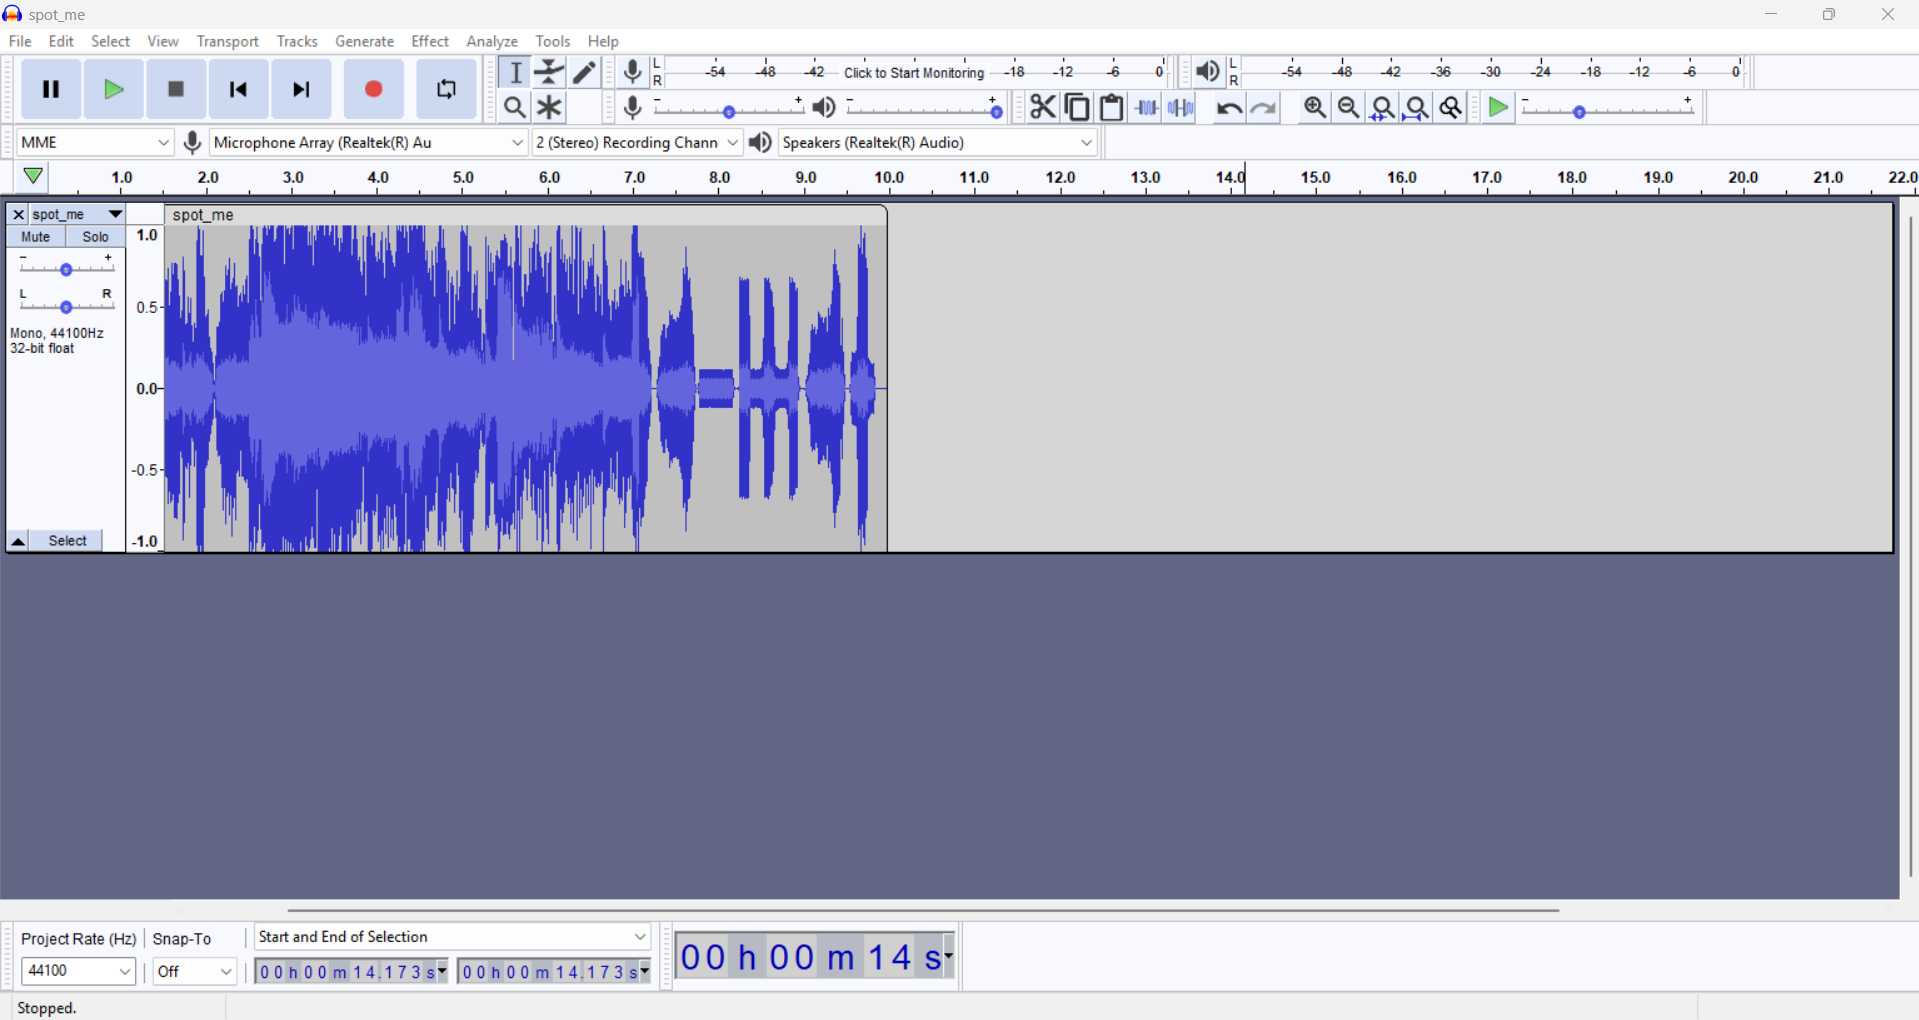 spot_me
File Edit Select View Transport Tracks Generate Effect Analyze Tools Help
L
R
-54 -48 -42 Click to Start Monitoring -18 -12 -6 0
L
R
-54 -48 -42 -36 -30 -24 -18 -12 -6 0
- + - + - +
MME Microphone Array (Realtek(R) Au 2 (Stereo) Recording Chann Speakers (Realtek(R) Audio)
1.0 2.0 3.0 4.0 5.0 6.0 7.0 8.0 9.0 10.0 11.0 12.0 13.0 14.0 15.0 16.0 17.0 18.0 19.0 20.0 21.0 22.0
spot_me spot_me
Mute Solo
- +
L R
Mono, 44100Hz
32-bit float
Select
1.0
0.5
0.0
-0.5
-1.0
Project Rate (Hz) Snap-To Start and End of Selection
44100 Off 00 h 00 m 14.173 s 00 h 00 m 14.173 s
00 h 00 m 14 s
Stopped.